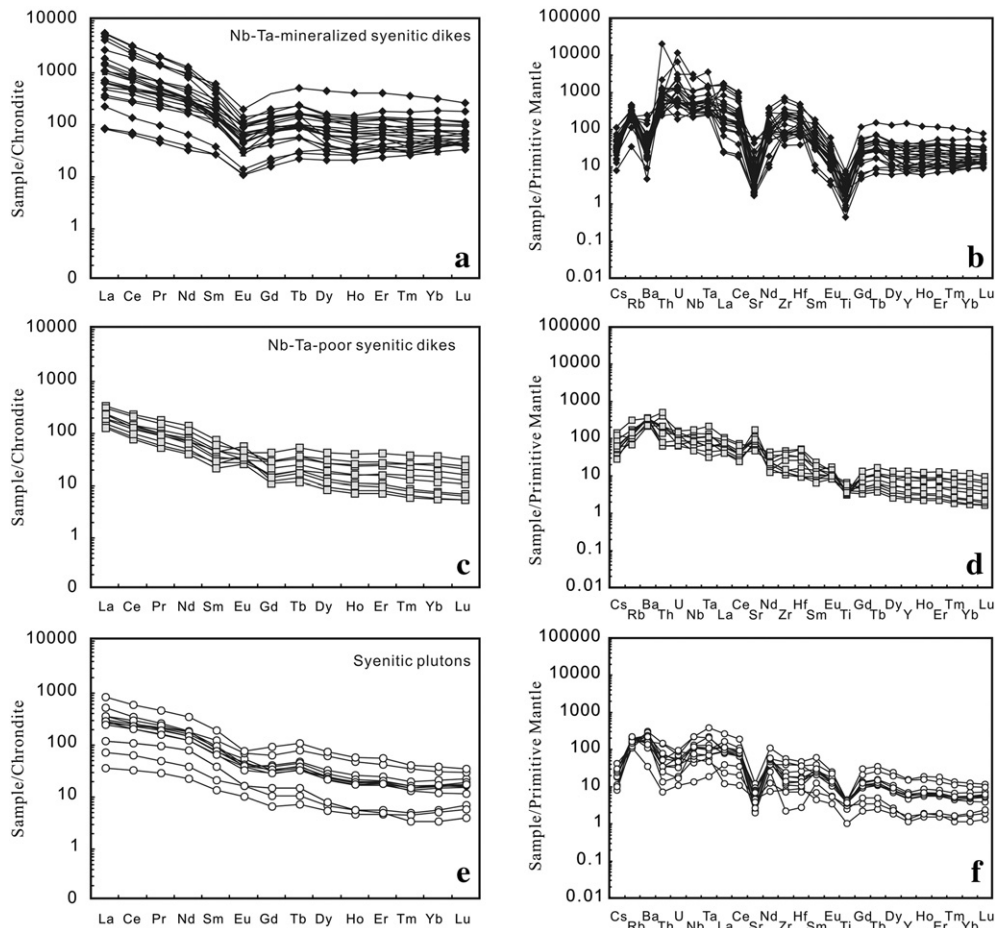 Sample/Chrondite
10000
1000
100
10
1
0
Nb-Ta-mineralized syenitic dikes
a
La Ce Pr Nd Sm Eu Gd Tb Dy Ho Er Tm Yb Lu
Sample/Primitive Mantle
100000
10000
1000
100
10
1
0.1
0.01
b
Cs Ba U Ta Ce Nd Hf Eu Gd Dy Ho Tm Lu
Rb Th Nb La Sr Zr Sm Ti Tb Y Er Yb
Sample/Chrondite
10000
1000
100
10
1
0
Nb-Ta-poor syenitic dikes
c
La Ce Pr Nd Sm Eu Gd Tb Dy Ho Er Tm Yb Lu
Sample/Primitive Mantle
100000
10000
1000
100
10
1
0.1
0.01
d
Cs Ba U Ta Ce Nd Hf Eu Gd Dy Ho Tm Lu
Rb Th Nb La Sr Zr Sm Ti Tb Y Er Yb
Sample/Chrondite
10000
1000
100
10
1
0
Syenitic plutons
e
La Ce Pr Nd Sm Eu Gd Tb Dy Ho Er Tm Yb Lu
Sample/Primitive Mantle
100000
10000
1000
100
10
1
0.1
0.01
f
Cs Ba U Ta Ce Nd Hf Eu Gd Dy Ho Tm Lu
Rb Th Nb La Sr Zr Sm Ti Tb Y Er Yb